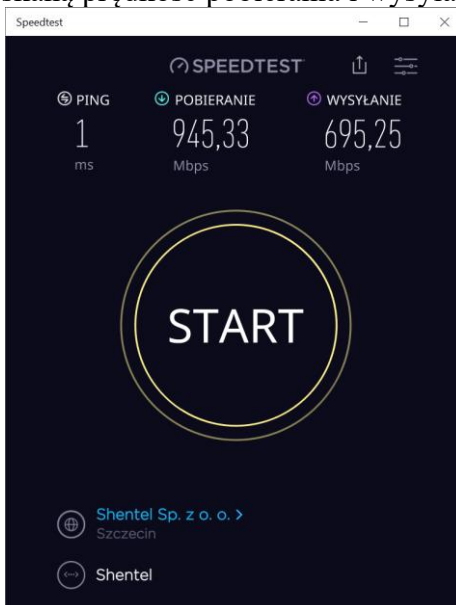 Speedtest
SPEEDTEST
PING POBIERANIE WYSYŁANIE
1 945,33 695,25
ms Mbps Mbps
START
Shentel Sp. z o. o. >
Szczecin
Shentel